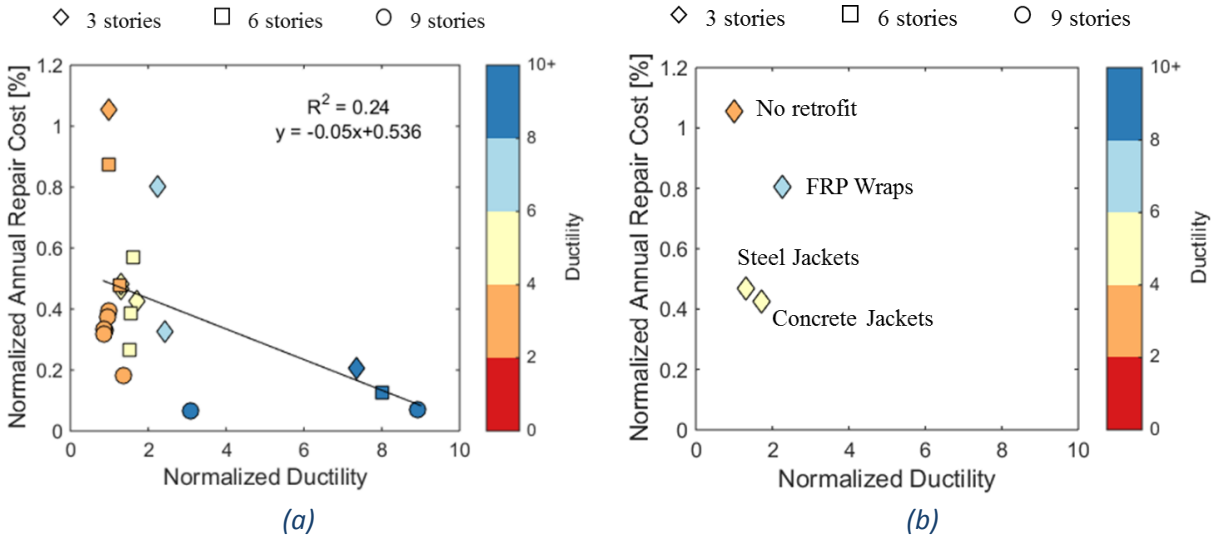 3 stories 6 stories 9 stories
1.2
1
0.8
0.6
0.4
0.2
0
0 2 4 6 8 10
Normalized Annual Repair Cost [%]
Normalized Ductility
R² = 0.24
y = -0.05x+0.536
10+
8
6
4
2
0
Ductility
(a)
3 stories 6 stories 9 stories
1.2
1
0.8
0.6
0.4
0.2
0
0 2 4 6 8 10
Normalized Annual Repair Cost [%]
Normalized Ductility
No retrofit
FRP Wraps
Steel Jackets
Concrete Jackets
10+
8
6
4
2
0
Ductility
(b)